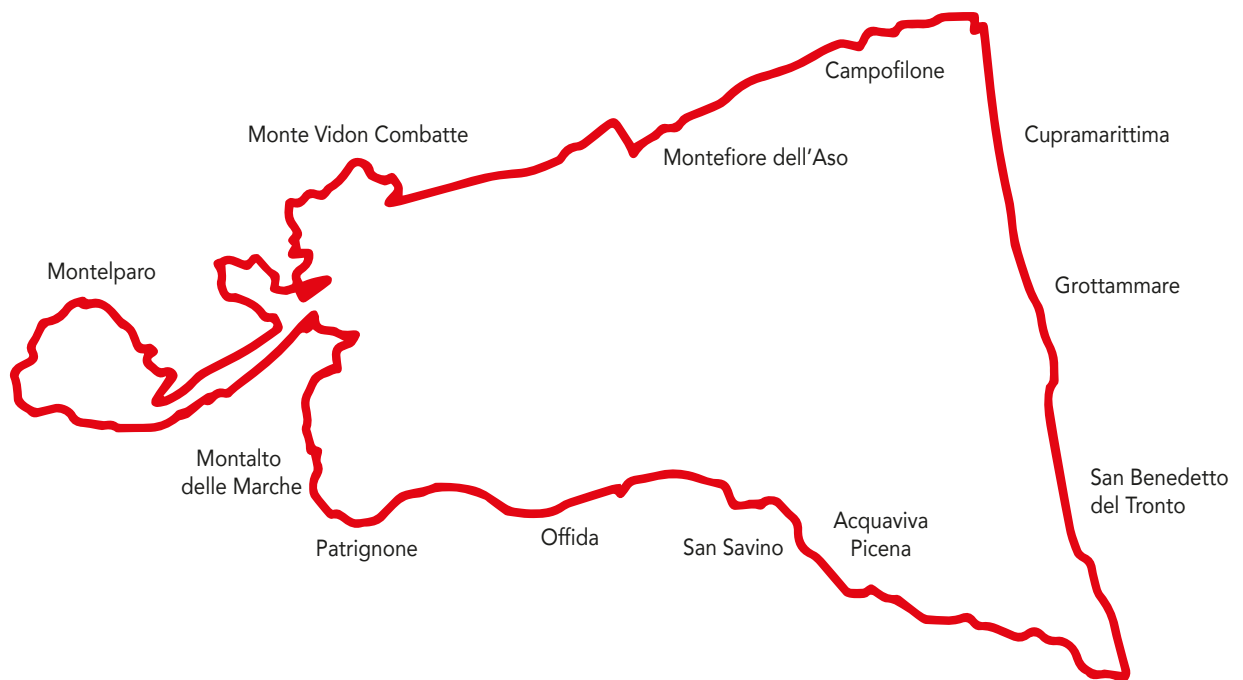 Campofilone
Monte Vidon Combatte
Cupramarittima
Montefiore dell'Aso
Montelparo
Grottammare
Montalto
delle Marche
San Benedetto
del Tronto
Acquaviva
Picena
Offida
San Savino
Patrignone